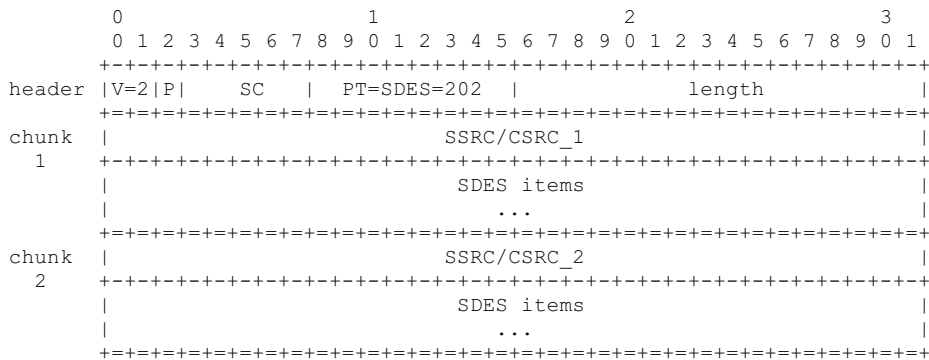 0                   1                   2                   3
        0 1 2 3 4 5 6 7 8 9 0 1 2 3 4 5 6 7 8 9 0 1 2 3 4 5 6 7 8 9 0 1
       +-+-+-+-+-+-+-+-+-+-+-+-+-+-+-+-+-+-+-+-+-+-+-+-+-+-+-+-+-+-+-+-+
header |V=2|P|    SC   |  PT=SDES=202  |             length            |
       +=+=+=+=+=+=+=+=+=+=+=+=+=+=+=+=+=+=+=+=+=+=+=+=+=+=+=+=+=+=+=+=+
chunk  |                          SSRC/CSRC_1                          |
  1    +-+-+-+-+-+-+-+-+-+-+-+-+-+-+-+-+-+-+-+-+-+-+-+-+-+-+-+-+-+-+-+-+
       |                           SDES items                          |
       |                              ...                              |
       +=+=+=+=+=+=+=+=+=+=+=+=+=+=+=+=+=+=+=+=+=+=+=+=+=+=+=+=+=+=+=+=+
chunk  |                          SSRC/CSRC_2                          |
  2    +-+-+-+-+-+-+-+-+-+-+-+-+-+-+-+-+-+-+-+-+-+-+-+-+-+-+-+-+-+-+-+-+
       |                           SDES items                          |
       |                              ...                              |
       +=+=+=+=+=+=+=+=+=+=+=+=+=+=+=+=+=+=+=+=+=+=+=+=+=+=+=+=+=+=+=+=+